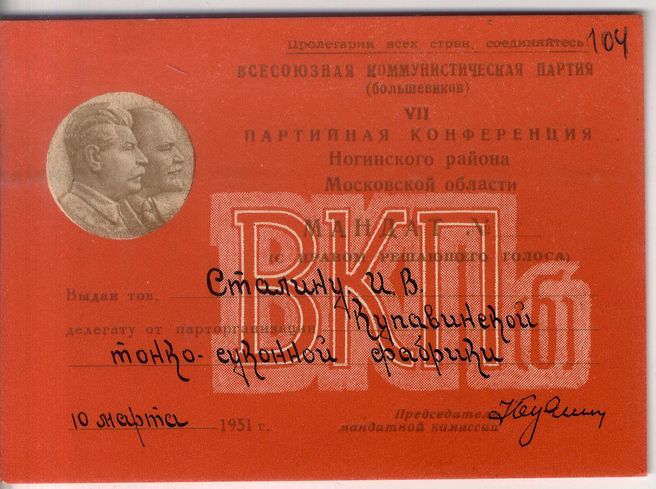 Пролетарии всех стран, соединяйтесь!
104
ВСЕСОЮЗНАЯ КОММУНИСТИЧЕСКАЯ ПАРТИЯ
(большевиков)
VII
ПАРТИЙНАЯ КОНФЕРЕНЦИЯ
Ногинского района
Московской области
МАНДАТ №
(С ПРАВОМ РЕШАЮЩЕГО ГОЛОСА)
ВКП(б)
Выдан тов. Сталину И. В.
делегату от парторганизации Купавинской
тонко-суконной фабрики
10 марта 1951 г.
Председатель
мандатной комиссии